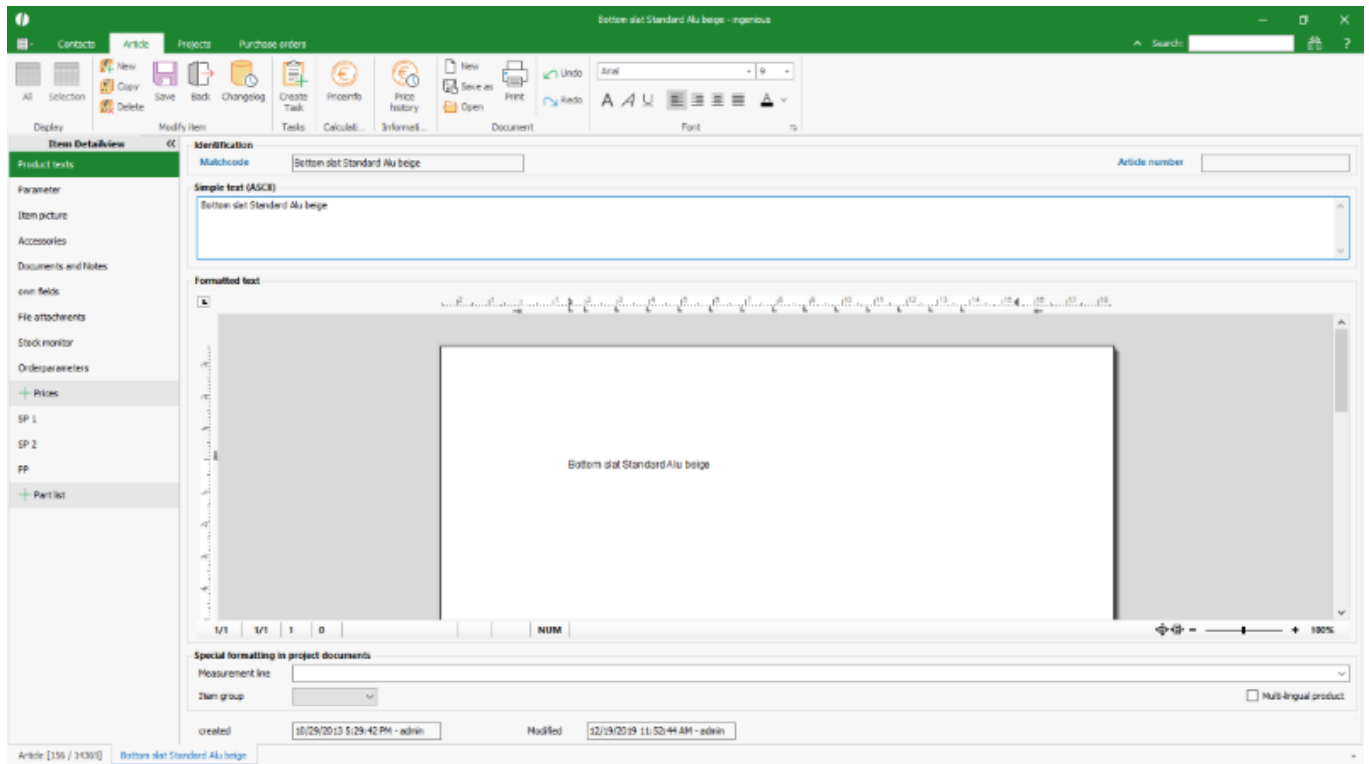 Bottom slat Standard Alu beige - ingenious
Contacts Article Projects Purchase orders Search: ?
New Copy Delete
All Selection Save Back Changelog Create Task Priceinfo Price history
New Save as Open Print Undo Redo Arial 9
A A U A
Display Modify item Tasks Calculati... Informati... Document Font
Item Detailview
Product texts
Parameter
Item picture
Accessories
Documents and Notes
own fields
File attachments
Stock monitor
Orderparameters
Prices
SP 1
SP 2
PP
Part list
Identification
Matchcode Bottom slat Standard Alu beige Article number
Simple text (ASCII)
Bottom slat Standard Alu beige
Formatted text
Bottom slat Standard Alu beige
1/1 1/1 1 0 NUM 100%
Special formatting in project documents
Measurement line
Item group Multi-lingual product
created 10/29/2013 5:29:42 PM - admin Modified 12/19/2019 11:52:44 AM - admin
Article [156 / 14361] Bottom slat Standard Alu beige